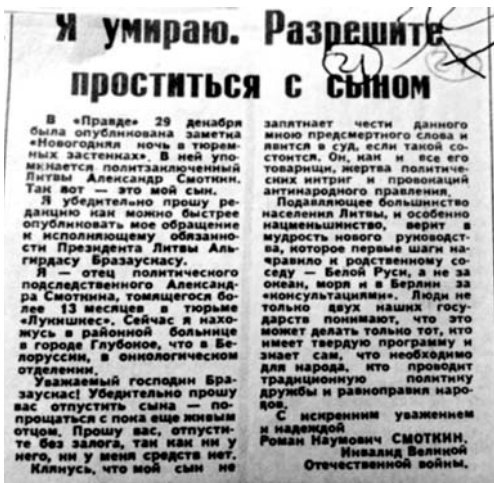 Я умираю. Разрешите
проститься с сыном
В «Правде» 29 декабря
была опубликована заметка
«Новогодняя ночь в тюрем-
ных застенках». В ней упо-
минается политзаключенный
Литвы Александр Смоткин.
Так вот — это мой сын.
Я убедительно прошу ре-
данцию как можно быстрее
опубликовать мое обращение
к исполняющему обязанно-
сти Президента Литвы Аль-
гирдасу Бразаускасу.
Я — отец политического
подследственного Александ-
ра Смоткина, томящегося бо-
лее 13 месяцев в тюрьме
«Лукишкес». Сейчас я нахо-
жусь в районной больнице
в городе Глубокое, что в Бе-
лоруссии, в онкологическом
отделении.
Уважаемый господин Бра-
заускас! Убедительно прошу
вас отпустить сына — по-
прощаться с пока еще живым
отцом. Прошу вас, отпусти-
те без залога, так как ни у
него, ни у меня средств нет.
Клянусь, что мой сын не
запятнает чести данного
мною предсмертного слова и
явится в суд, если такой со-
стоится. Он, как и все его
товарищи, жертва политиче-
ских интриг и провокаций
антинародного правления.
Подавляющее большинство
населения Литвы, и особенно
нацменьшинство, верит в
мудрость нового руководст-
ва, которое первые шаги на-
правило к родственному со-
седу — Белой Руси, а не за
океан, моря и в Берлин за
«консультациями». Люди не
только двух наших госу-
дарств понимают, что это
может делать только тот, кто
имеет твердую программу и
знает сам, что необходимо
для народа, кто проводит
традиционную политику
дружбы и равноправия наро-
дов.
С искренним уважением
и надеждой
Роман Наумович СМОТКИН.
Инвалид Великой
Отечественной войны.